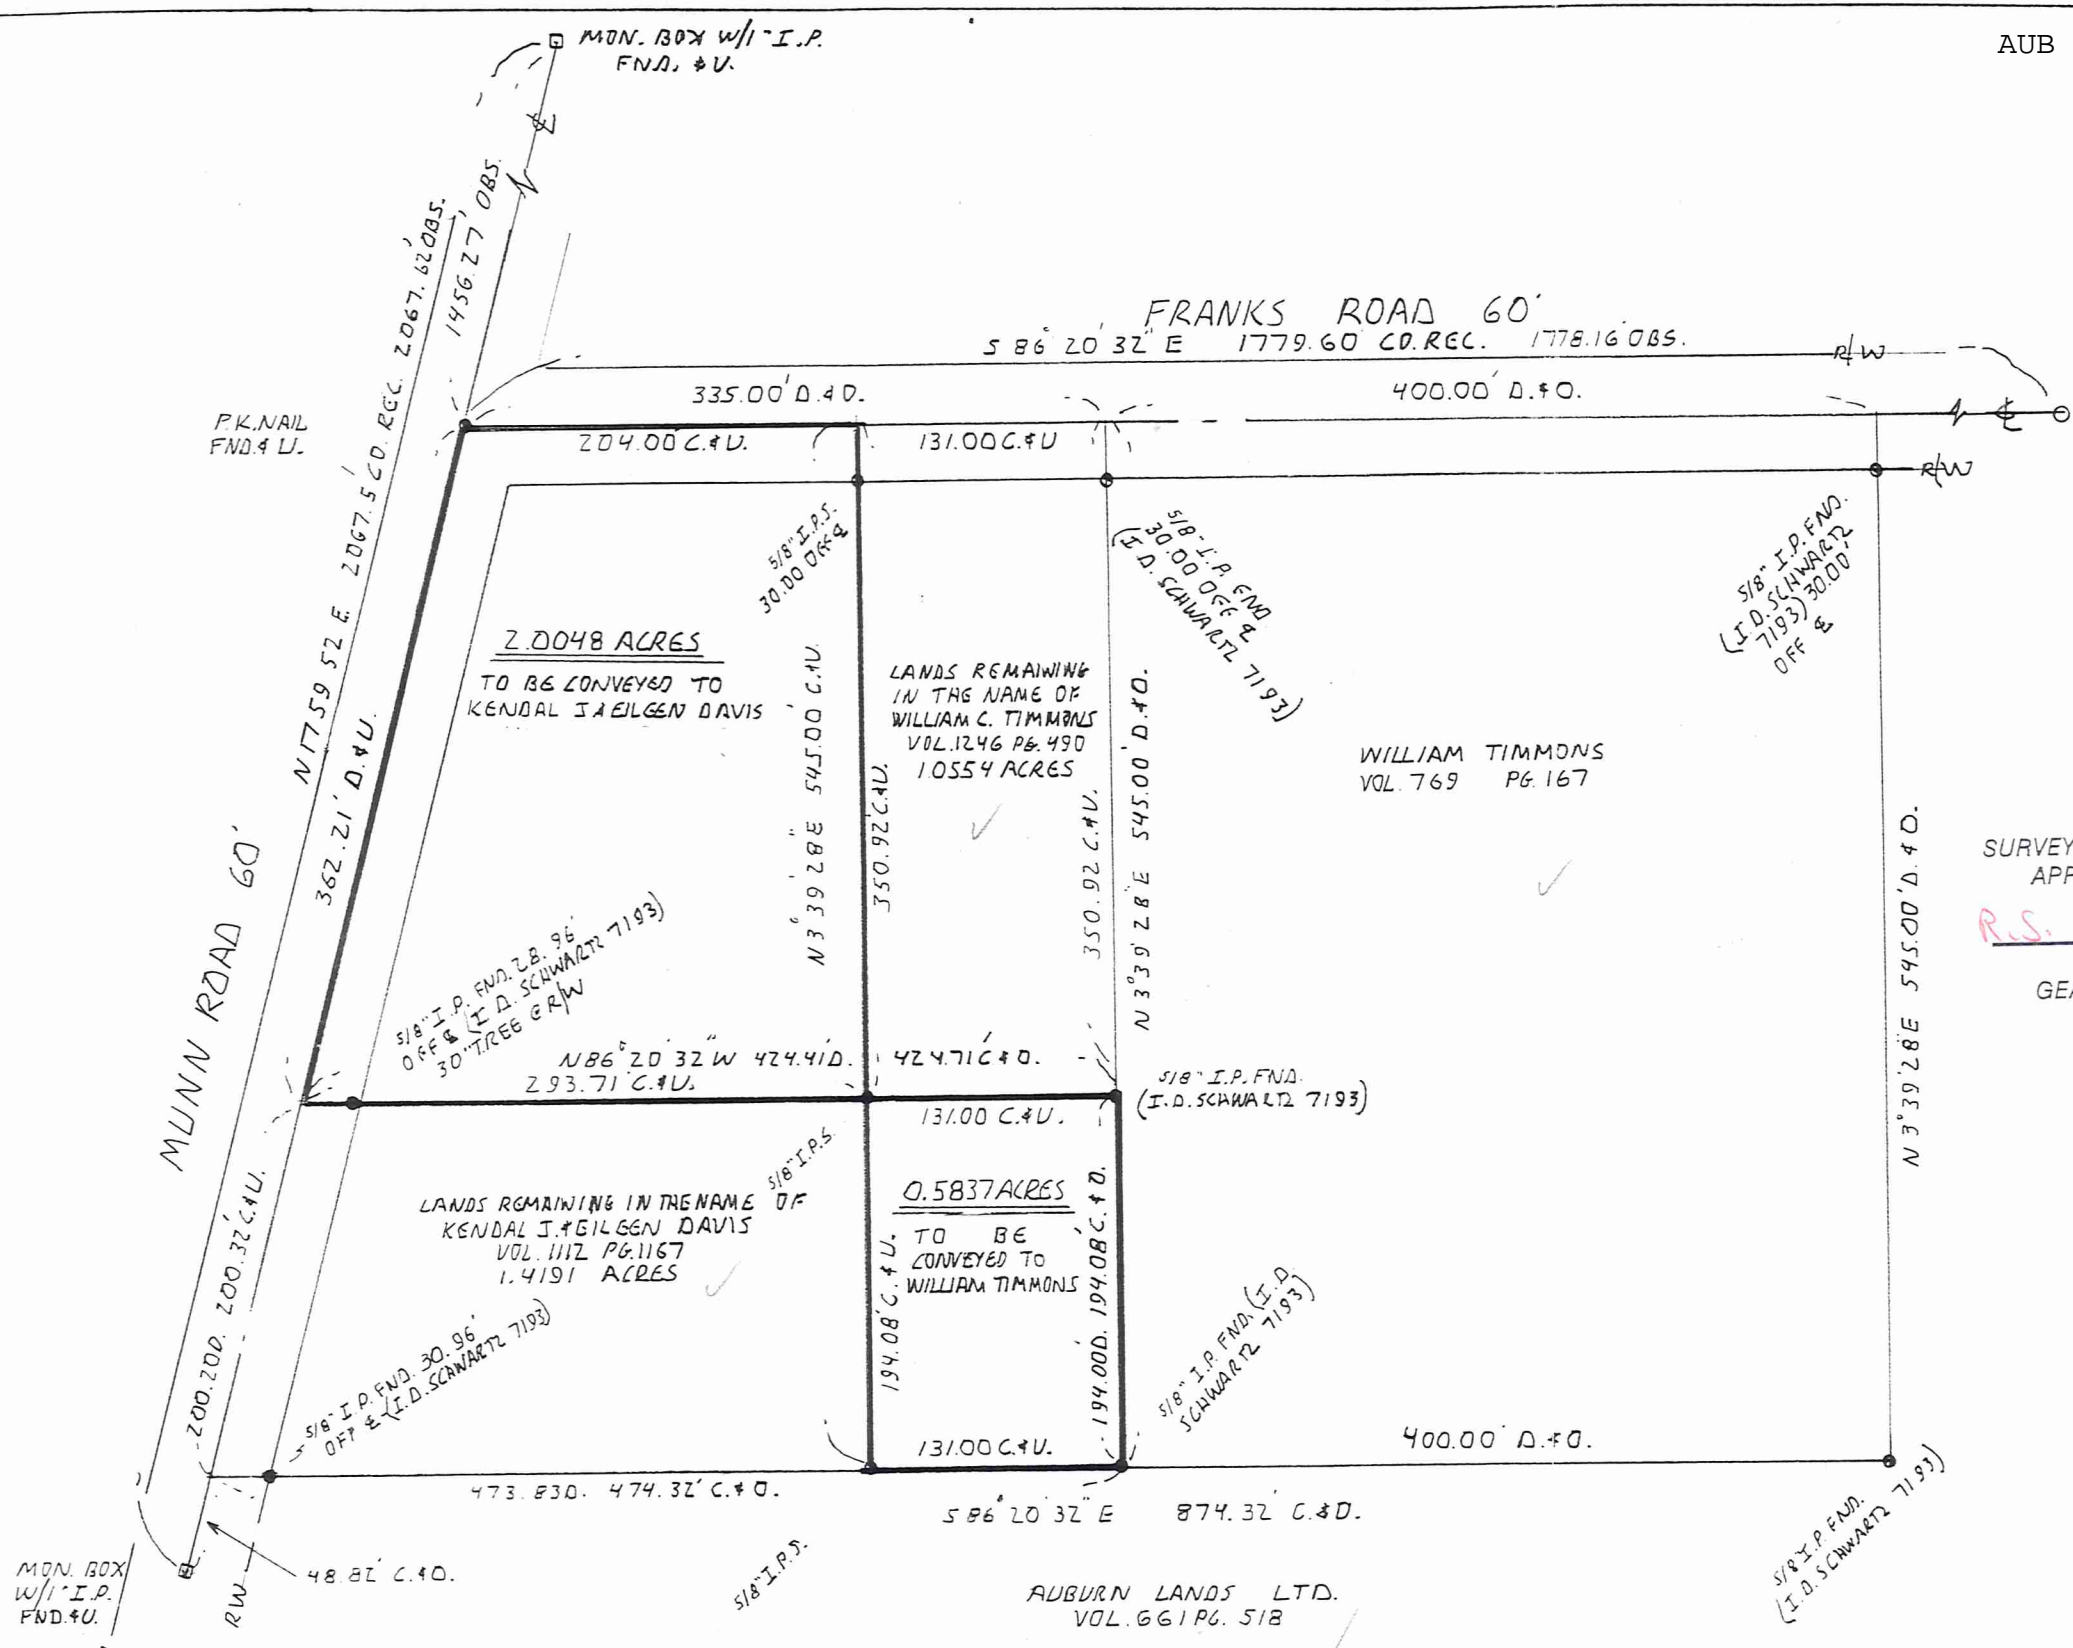 AUB
MON. BOX W/1" I.P.
FND. & U.
FRANKS ROAD 60'
S 86° 20' 32" E 1779.60 CO. REC. 1778.16 OBS.
R/W
335.00' D.&O.
400.00' D.&O.
P.K. NAIL
FND. & U.
204.00 C.&U.
131.00 C.&U
R/W
N 17 59 52 E 2067.5' CO. REC. 2067.62' OBS.
1456.27' OBS.
362.21' D.&U.
MUNN ROAD 60'
5/8" I.P.S.
30.00 OFF ℄
5/8" I.P. FND
30.00 OFF ℄
(I.D. SCHWARTZ 7193)
5/8" I.P. FND.
(I.D. SCHWARTZ
7193) 30.00'
OFF ℄
2.0048 ACRES
TO BE CONVEYED TO
KENDAL J & EILEEN DAVIS
N 3° 39' 28" E 545.00 C.&U.
350.92' C.&U.
LANDS REMAINING
IN THE NAME OF
WILLIAM C. TIMMONS
VOL. 1246 PG. 490
1.0554 ACRES
350.92 C.&U.
N 3° 39' 28" E 545.00' D.&O.
WILLIAM TIMMONS
VOL. 769 PG. 167
N 3° 39' 28" E 545.00' D.&O.
SURVEY
APP
R.S.
GEA
5/8" I.P. FND. 28.96'
OFF ℄ (I.D. SCHWARTZ 7193)
30" TREE @ R/W
N 86° 20' 32" W 424.41 D. 424.71' C&O.
293.71 C.&U.
5/8" I.P. FND.
(I.D. SCHWARTZ 7193)
131.00 C.&U.
5/8" I.P.S.
LANDS REMAINING IN THE NAME OF
KENDAL J. & EILEEN DAVIS
VOL. 1112 PG. 1167
1.4191 ACRES
0.5837 ACRES
TO BE
CONVEYED TO
WILLIAM TIMMONS
194.08' C.&U.
194.00 D. 194.08' C.&O.
200.20 D. 200.32' C.&U.
5/8" I.P. FND. 30.96'
OFF ℄ (I.D. SCHWARTZ 7193)
5/8" I.P. FND. (I.D.
SCHWARTZ 7193)
131.00 C.&U.
400.00' D.&O.
473.83 D. 474.32' C.&O.
S 86° 20' 32" E 874.32' C.&O.
5/8" I.P. FND.
(I.D. SCHWARTZ 7193)
MON. BOX
W/1" I.P.
FND. & U.
48.82' C.&O.
RW
5/8" I.P.S.
AUBURN LANDS LTD.
VOL. 661 PG. 518